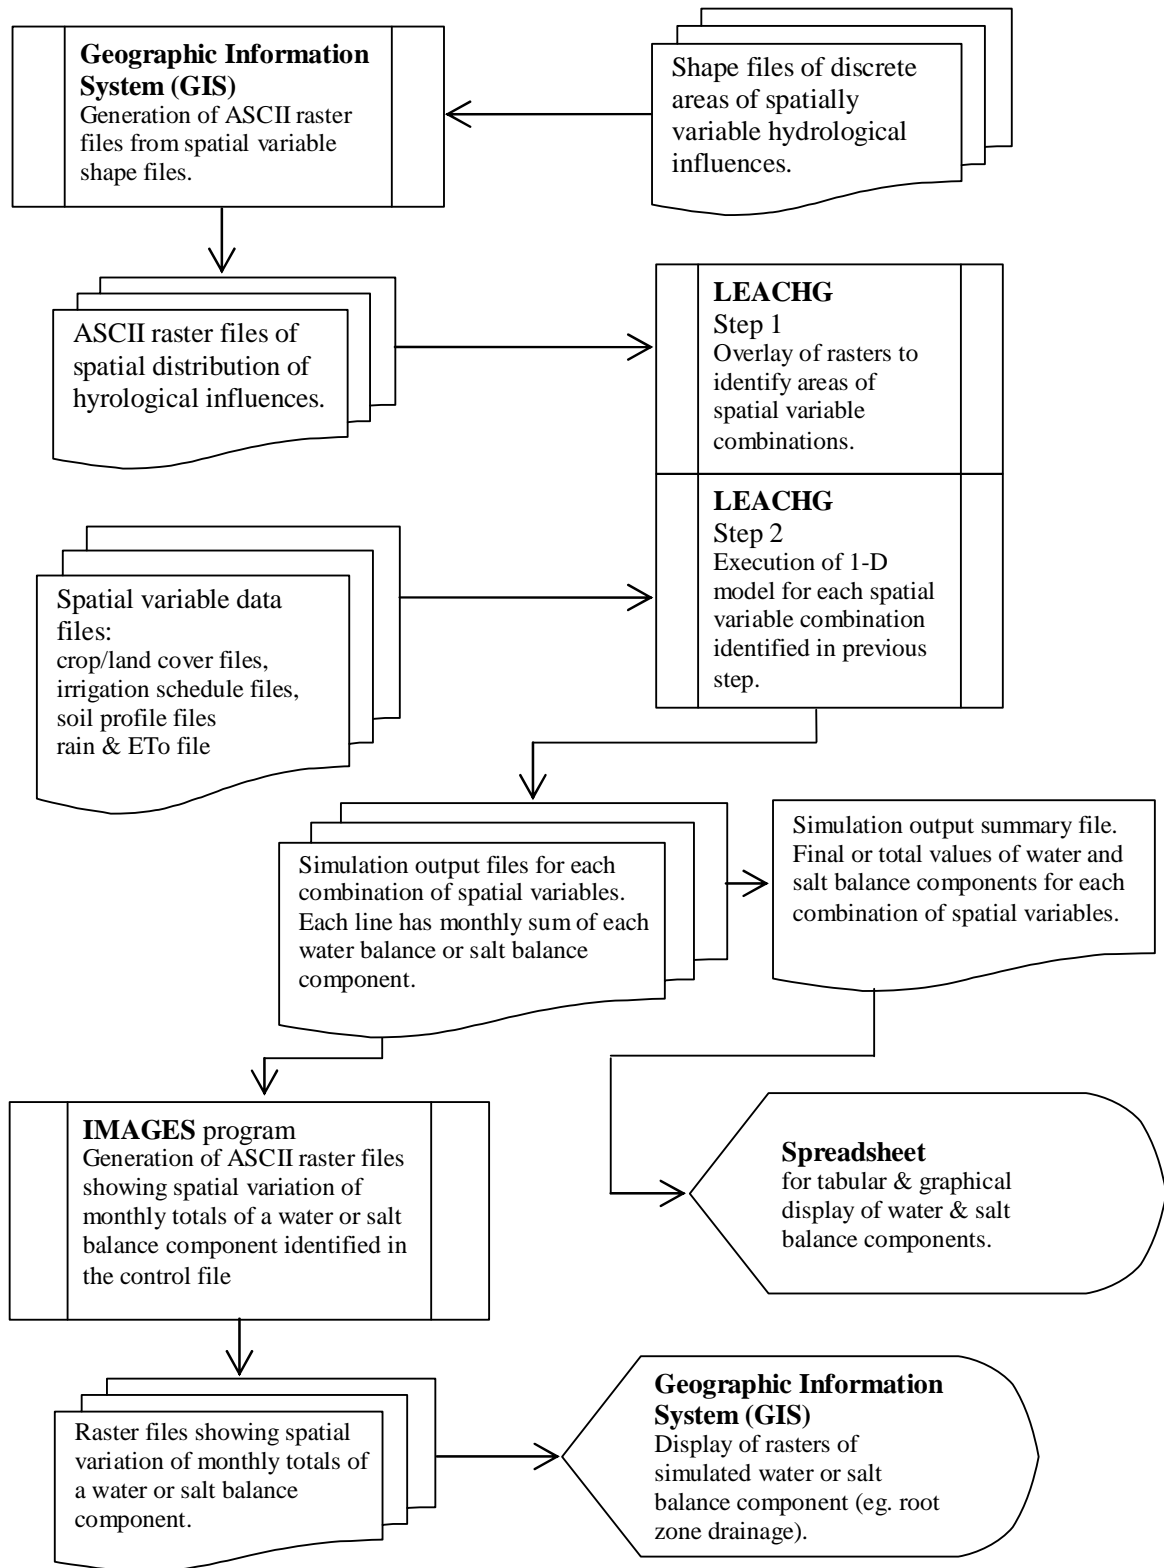 Geographic Information
System (GIS)
Generation of ASCII raster
files from spatial variable
shape files.
Shape files of discrete
areas of spatially
variable hydrological
influences.
ASCII raster files of
spatial distribution of
hyrological influences.
LEACHG
Step 1
Overlay of rasters to
identify areas of
spatial variable
combinations.
LEACHG
Step 2
Execution of 1-D
model for each spatial
variable combination
identified in previous
step.
Spatial variable data
files:
crop/land cover files,
irrigation schedule files,
soil profile files
rain & ETo file
Simulation output files for each
combination of spatial variables.
Each line has monthly sum of each
water balance or salt balance
component.
Simulation output summary file.
Final or total values of water and
salt balance components for each
combination of spatial variables.
IMAGES program
Generation of ASCII raster files
showing spatial variation of
monthly totals of a water or salt
balance component identified in
the control file
Spreadsheet
for tabular & graphical
display of water & salt
balance components.
Raster files showing spatial
variation of monthly totals of
a water or salt balance
component.
Geographic Information
System (GIS)
Display of rasters of
simulated water or salt
balance component (eg. root
zone drainage).